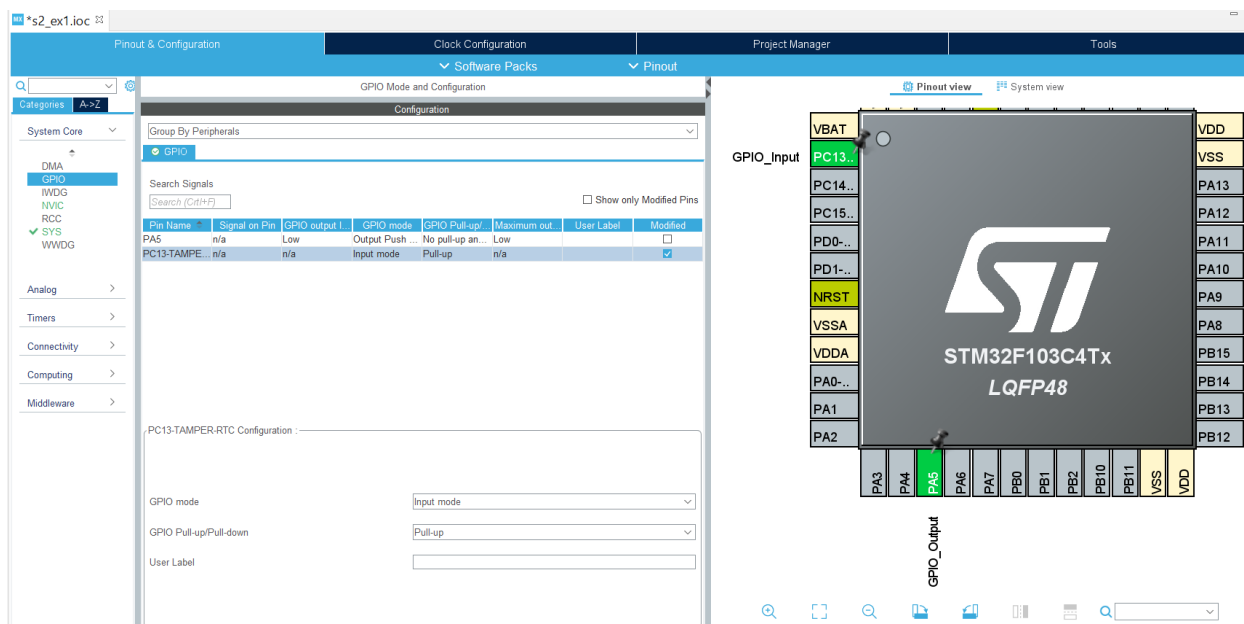 MX *s2_ex1.ioc
Pinout & Configuration
Clock Configuration
Project Manager
Tools
Software Packs
Pinout
GPIO Mode and Configuration
Pinout view
System view
Categories
A->Z
Configuration
System Core
DMA
GPIO
IWDG
NVIC
RCC
SYS
WWDG
Analog
Timers
Connectivity
Computing
Middleware
Group By Peripherals
GPIO
Search Signals
Search (Crtl+F)
Show only Modified Pins
Pin Name Signal on Pin GPIO output l... GPIO mode GPIO Pull-up/... Maximum out... User Label Modified
PA5 n/a Low Output Push ... No pull-up an... Low
PC13-TAMPE... n/a n/a Input mode Pull-up n/a
PC13-TAMPER-RTC Configuration :
GPIO mode Input mode
GPIO Pull-up/Pull-down Pull-up
User Label
GPIO_Input
VBAT
PC13..
PC14..
PC15..
PD0-..
PD1-..
NRST
VSSA
VDDA
PA0-..
PA1
PA2
STM32F103C4Tx
LQFP48
VDD
VSS
PA13
PA12
PA11
PA10
PA9
PA8
PB15
PB14
PB13
PB12
PA3
PA4
PA5
PA6
PA7
PB0
PB1
PB2
PB10
PB11
VSS
VDD
GPIO_Output